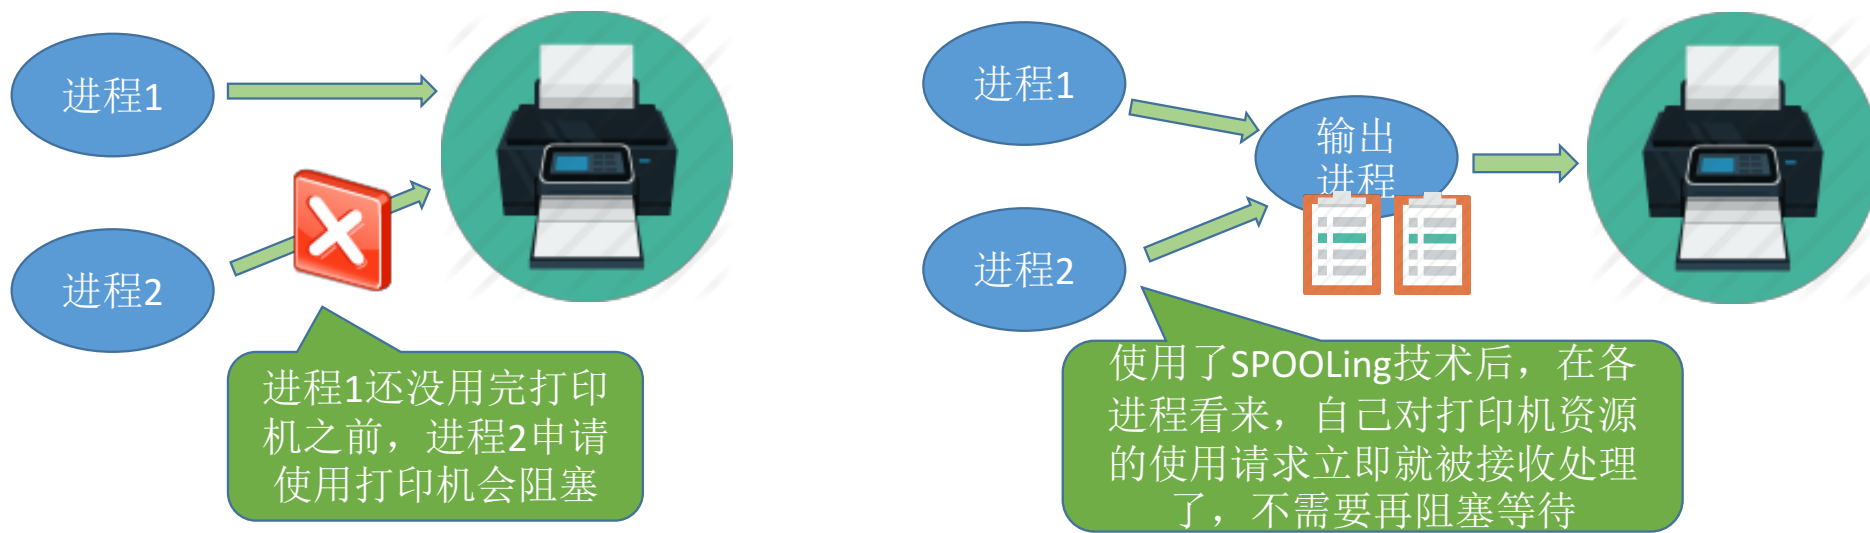 进程1
进程2
进程1还没用完打印
机之前，进程2申请
使用打印机会阻塞
进程1
进程2
输出
进程
使用了SPOOLing技术后，在各
进程看来，自己对打印机资源
的使用请求立即就被接收处理
了，不需要再阻塞等待